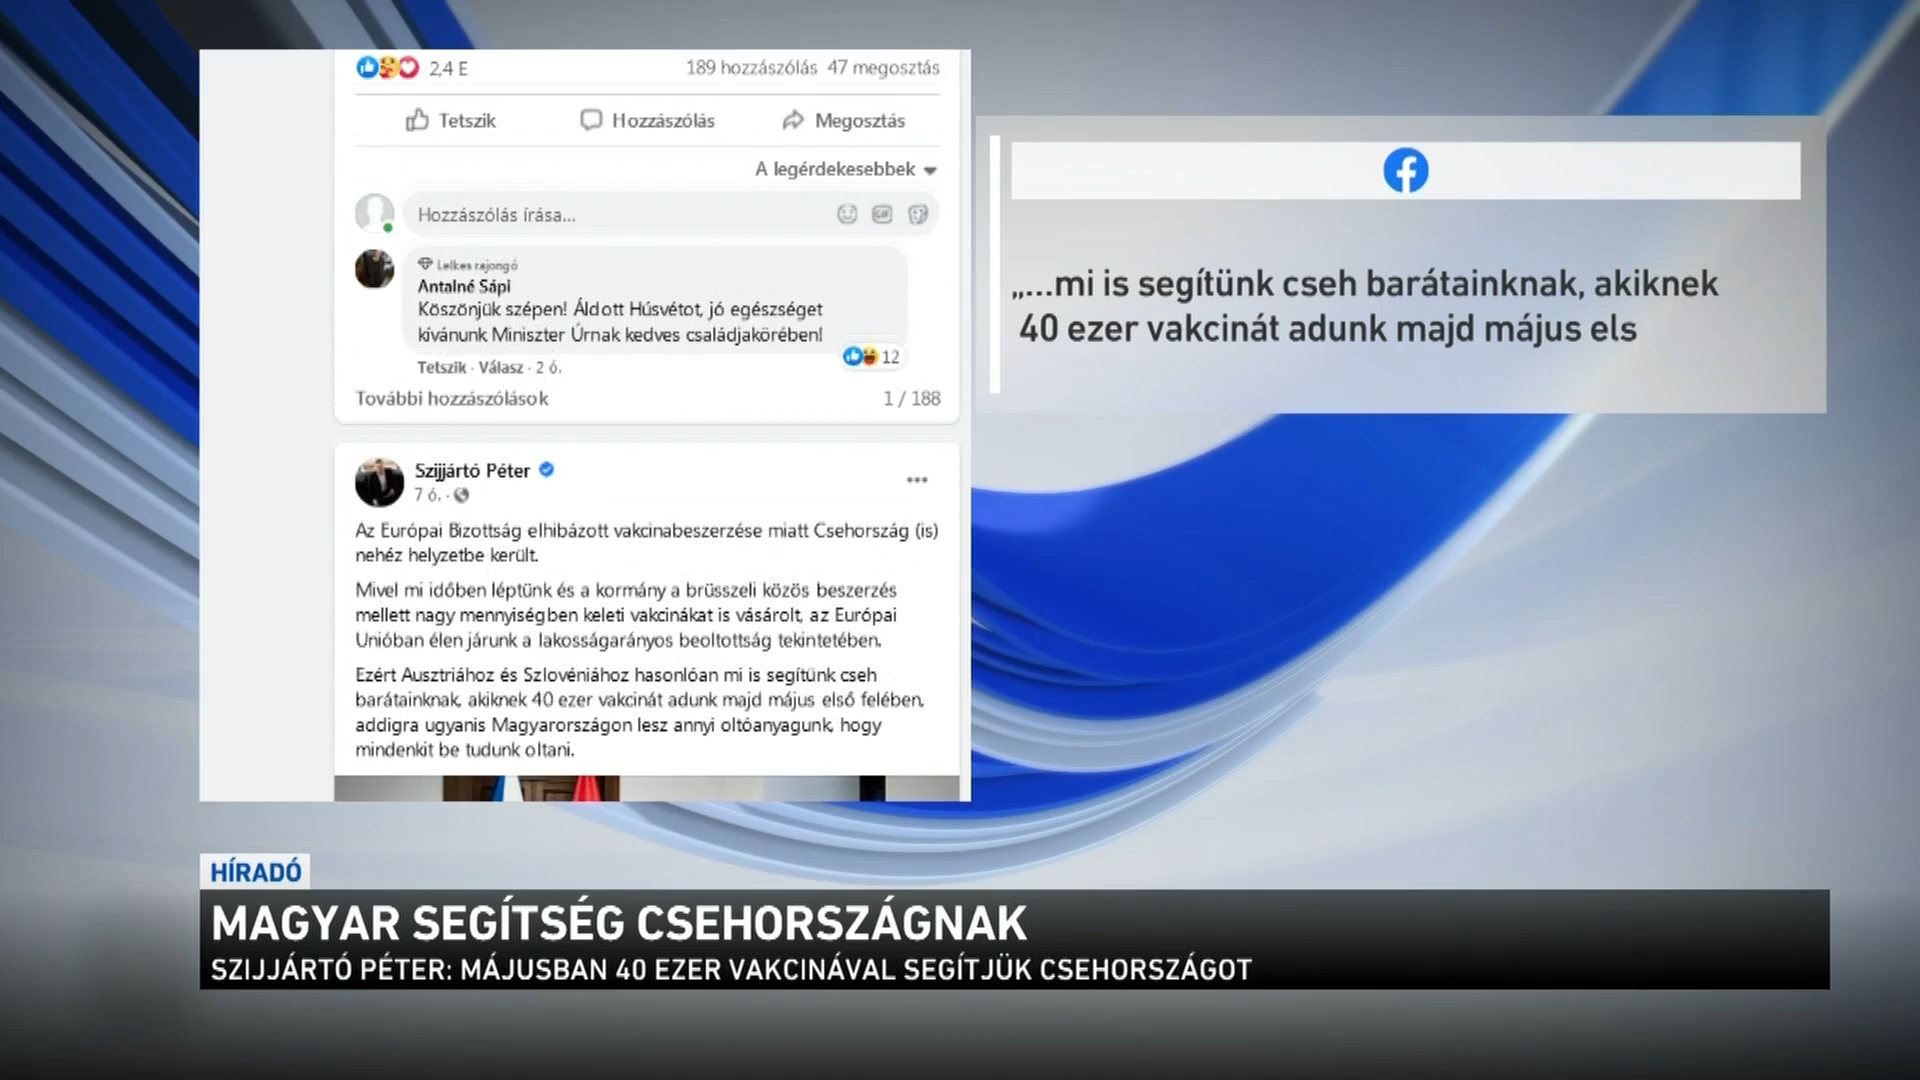 2,4 E
189 hozzászólás 47 megosztás
Tetszik
Hozzászólás
Megosztás
A legérdekesebbek
Hozzászólás írása...
GIF
Lelkes rajongó
Antalné Sápi
Köszönjük szépen! Áldott Húsvétot, jó egészséget
kívánunk Miniszter Úrnak kedves családjakörében!
12
Tetszik · Válasz · 2 ó.
További hozzászólások
1 / 188
Szijjártó Péter
7 ó. ·
Az Európai Bizottság elhibázott vakcinabeszerzése miatt Csehország (is)
nehéz helyzetbe került.
Mivel mi időben léptünk és a kormány a brüsszeli közös beszerzés
mellett nagy mennyiségben keleti vakcinákat is vásárolt, az Európai
Unióban élen járunk a lakosságarányos beoltottság tekintetében.
Ezért Ausztriához és Szlovéniához hasonlóan mi is segítünk cseh
barátainknak, akiknek 40 ezer vakcinát adunk majd május első felében,
addigra ugyanis Magyarországon lesz annyi oltóanyagunk, hogy
mindenkit be tudunk oltani.
„...mi is segítünk cseh barátainknak, akiknek
40 ezer vakcinát adunk majd május els
HÍRADÓ
MAGYAR SEGÍTSÉG CSEHORSZÁGNAK
SZIJJÁRTÓ PÉTER: MÁJUSBAN 40 EZER VAKCINÁVAL SEGÍTJÜK CSEHORSZÁGOT